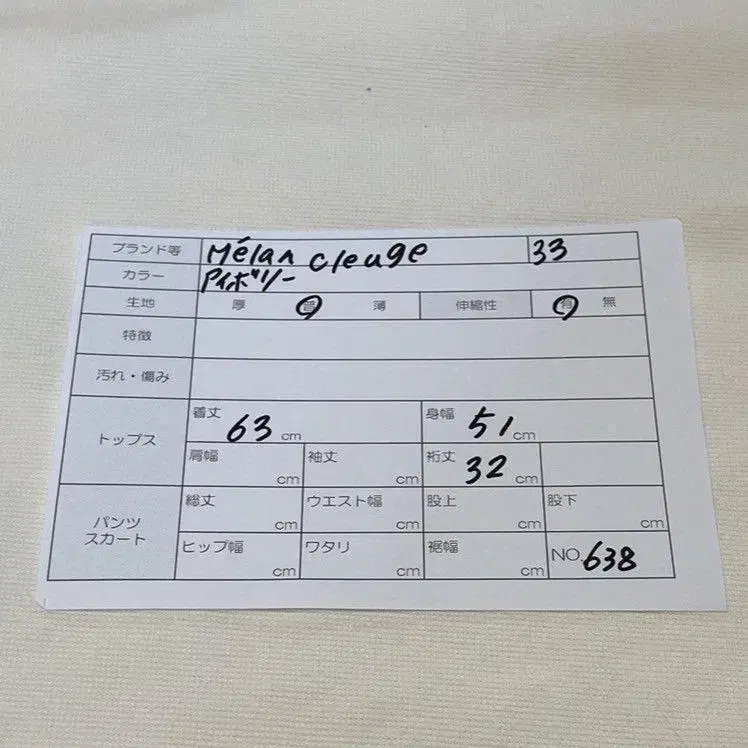 ブランド等 Mélan cleuge 33
カラー アイボリー
生地 厚 普 薄 伸縮性 有 無
特徴
汚れ・傷み
トップス 着丈 63 cm 身幅 51 cm
肩幅 cm 袖丈 cm 裄丈 32 cm
パンツ スカート 総丈 cm ウエスト幅 cm 股上 cm 股下 cm
ヒップ幅 cm ワタリ cm 裾幅 cm NO. 638